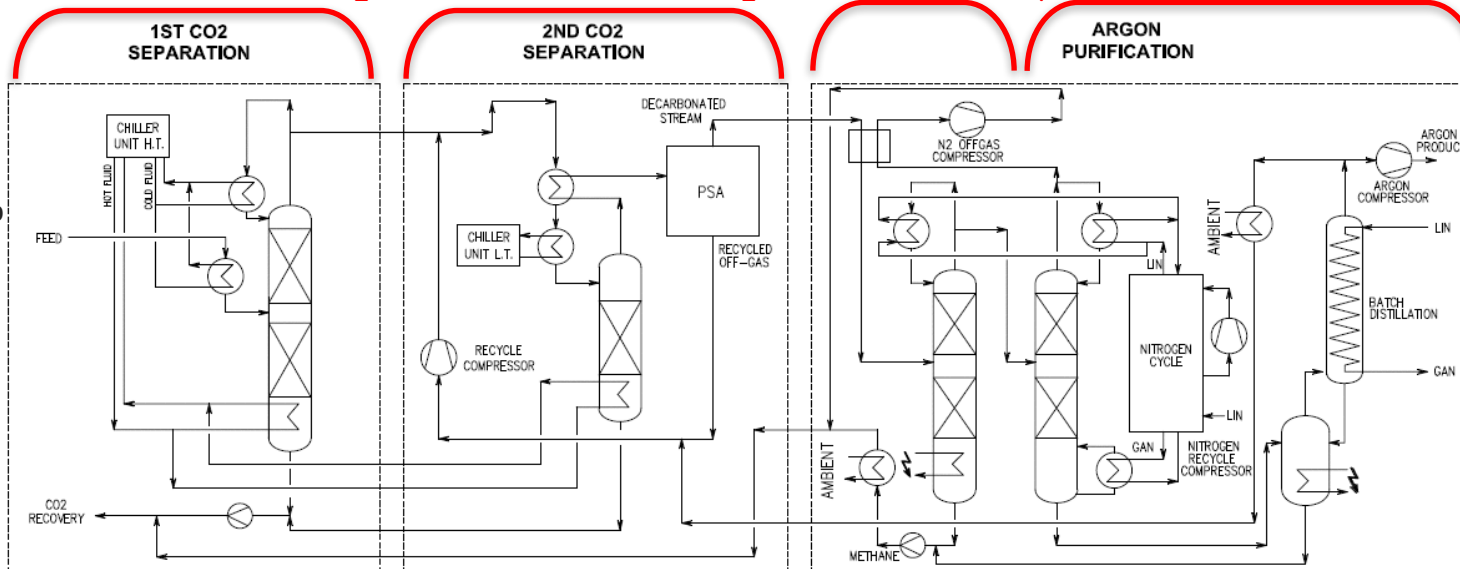 1ST CO2
SEPARATION
2ND CO2
SEPARATION
ARGON
PURIFICATION
CHILLER
UNIT H.T.
HOT FLUID
COLD FLUID
FEED
CO2
RECOVERY
DECARBONATED
STREAM
PSA
CHILLER
UNIT L.T.
RECYCLED
OFF-GAS
RECYCLE
COMPRESSOR
N2 OFFGAS
COMPRESSOR
LIN
NITROGEN
CYCLE
LIN
GAN
NITROGEN
RECYCLE
COMPRESSOR
AMBIENT
METHANE
AMBIENT
ARGON
PRODUC
ARGON
COMPRESSOR
LIN
BATCH
DISTILLATION
GAN